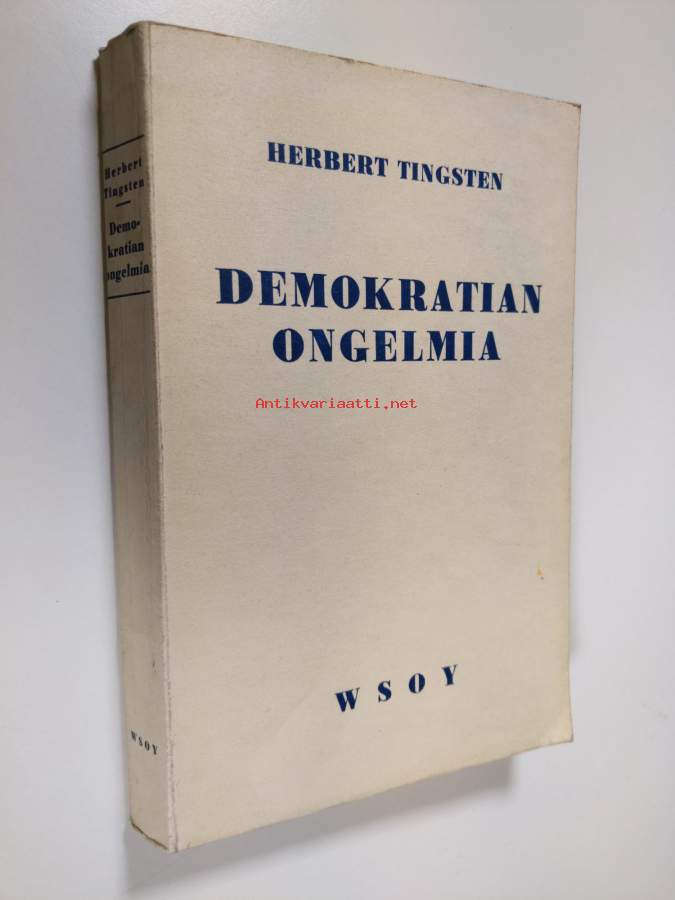 Herbert
Tingsten
Demo-
kratian
ongelmia
WSOY
HERBERT TINGSTEN
DEMOKRATIAN
ONGELMIA
Antikvariaatti.net
WSOY